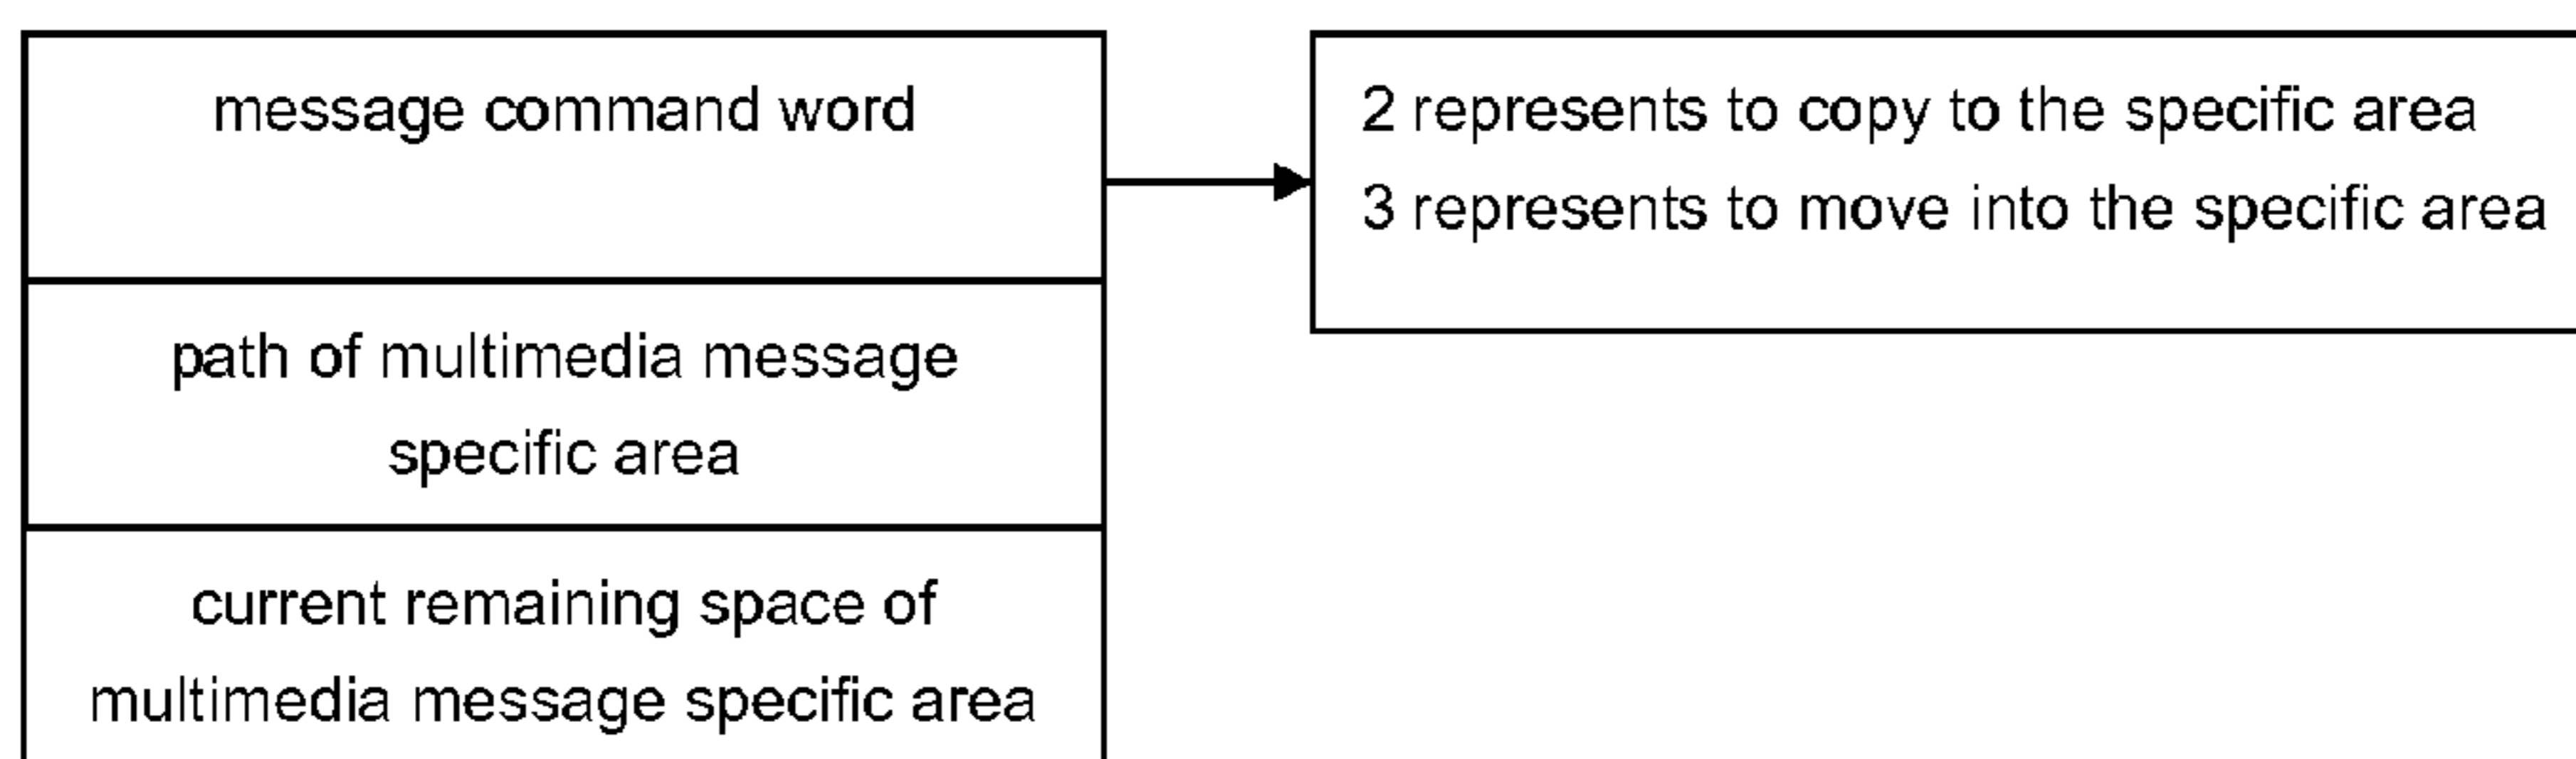 message command word
2 represents to copy to the specific area
3 represents to move into the specific area
path of multimedia message
specific area
current remaining space of
multimedia message specific area